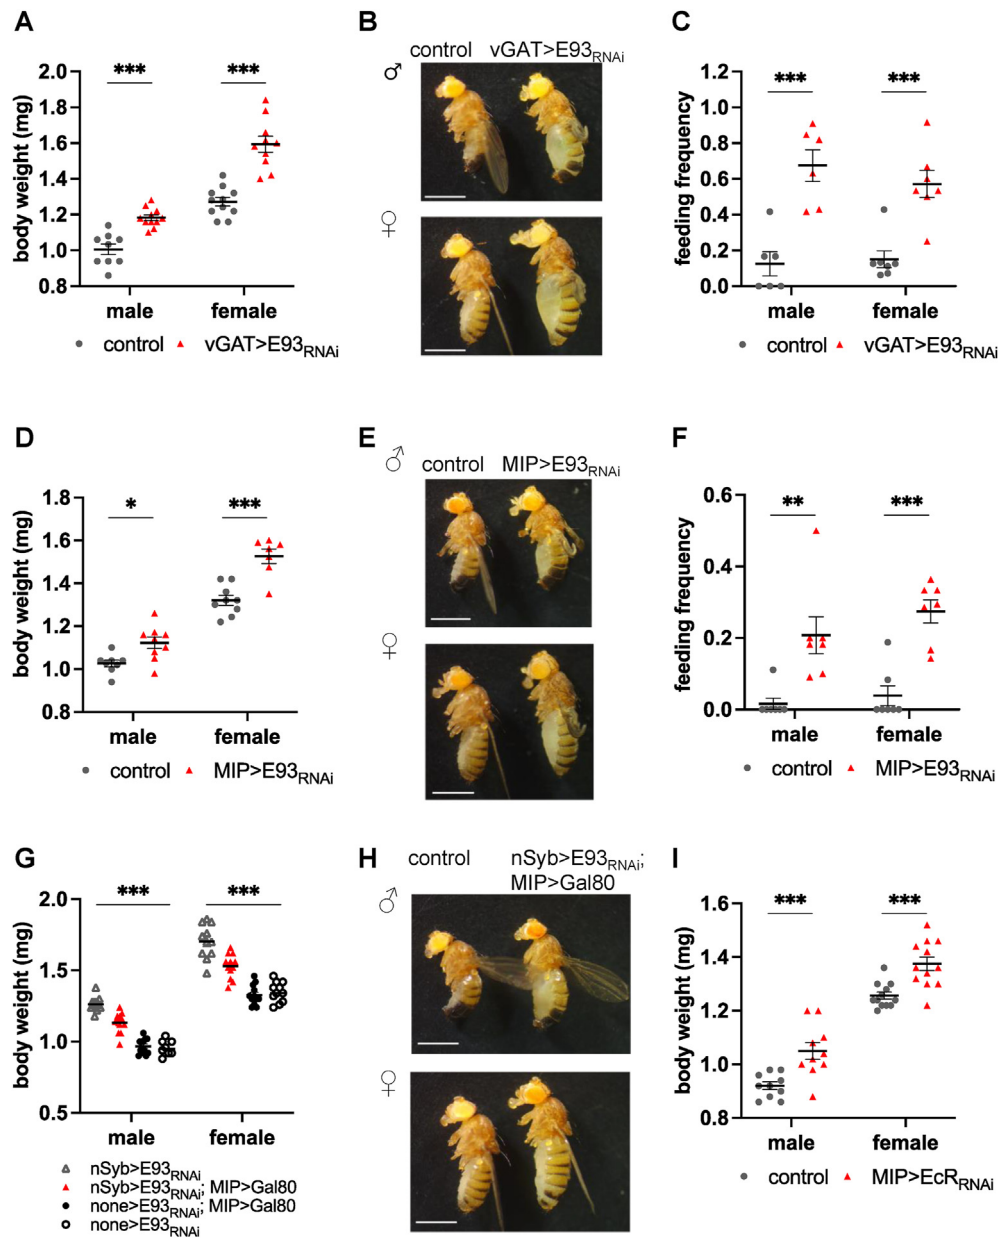 A
body weight (mg)
2.0
1.8
1.6
1.4
1.2
1.0
0.8
***
***
male
female
control
vGAT>E93RNAi
B
control
vGAT>E93RNAi
♂
♀
C
feeding frequency
1.2
1.0
0.8
0.6
0.4
0.2
0.0
***
***
male
female
control
vGAT>E93RNAi
D
body weight (mg)
1.8
1.6
1.4
1.2
1.0
0.8
*
***
male
female
control
MIP>E93RNAi
E
♂
control
MIP>E93RNAi
♀
F
feeding frequency
0.6
0.4
0.2
0.0
**
***
male
female
control
MIP>E93RNAi
G
body weight (mg)
2.0
1.5
1.0
0.5
***
***
male
female
nSyb>E93RNAi
nSyb>E93RNAi; MIP>Gal80
none>E93RNAi; MIP>Gal80
none>E93RNAi
H
control
nSyb>E93RNAi;
MIP>Gal80
♂
♀
I
body weight (mg)
1.6
1.4
1.2
1.0
0.8
***
***
male
female
control
MIP>EcRRNAi